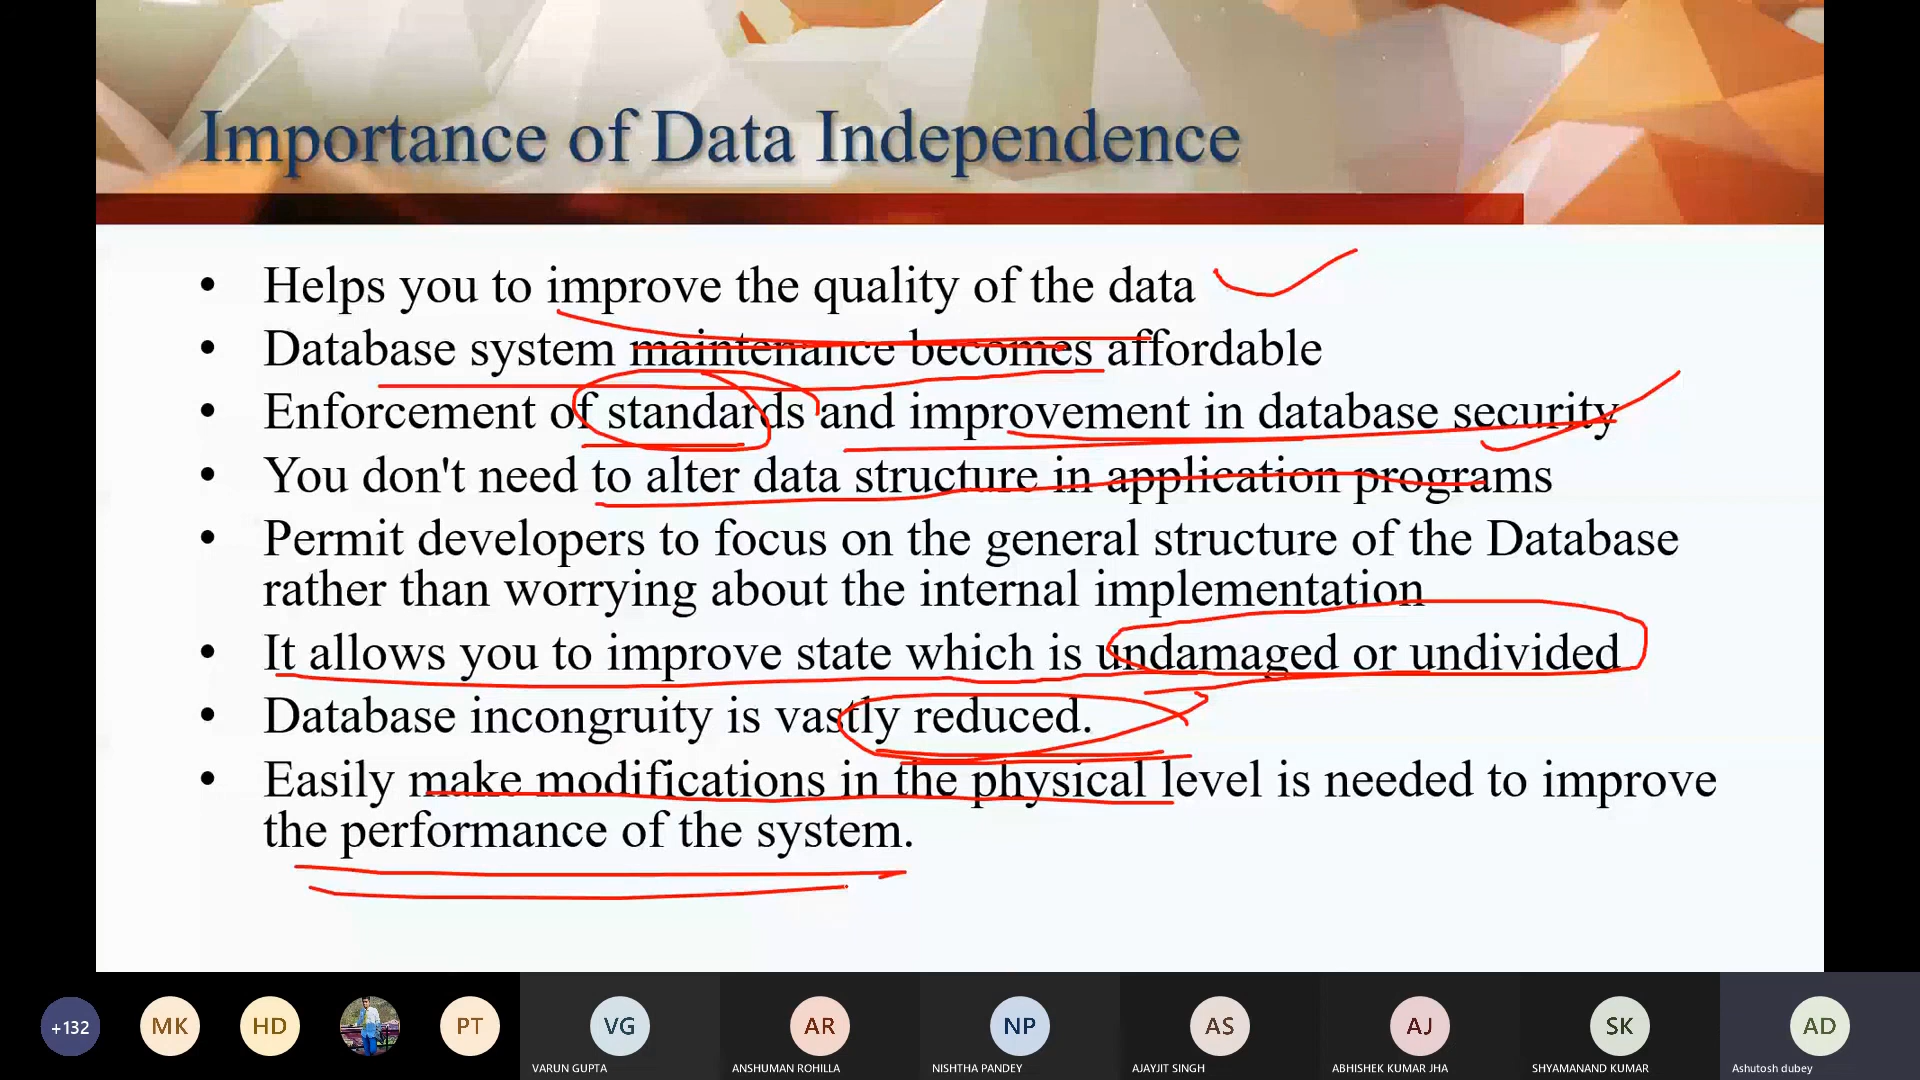 Importance of Data Independence
• Helps you to improve the quality of the data
• Database system maintenance becomes affordable
• Enforcement of standards and improvement in database security
• You don't need to alter data structure in application programs
• Permit developers to focus on the general structure of the Database
rather than worrying about the internal implementation
• It allows you to improve state which is undamaged or undivided
• Database incongruity is vastly reduced.
• Easily make modifications in the physical level is needed to improve
the performance of the system.
+132 MK HD PT VG AR NP AS AJ SK AD
VARUN GUPTA ANSHUMAN ROHILLA NISHTHA PANDEY AJAYJIT SINGH ABHISHEK KUMAR JHA SHYAMANAND KUMAR Ashutosh dubey